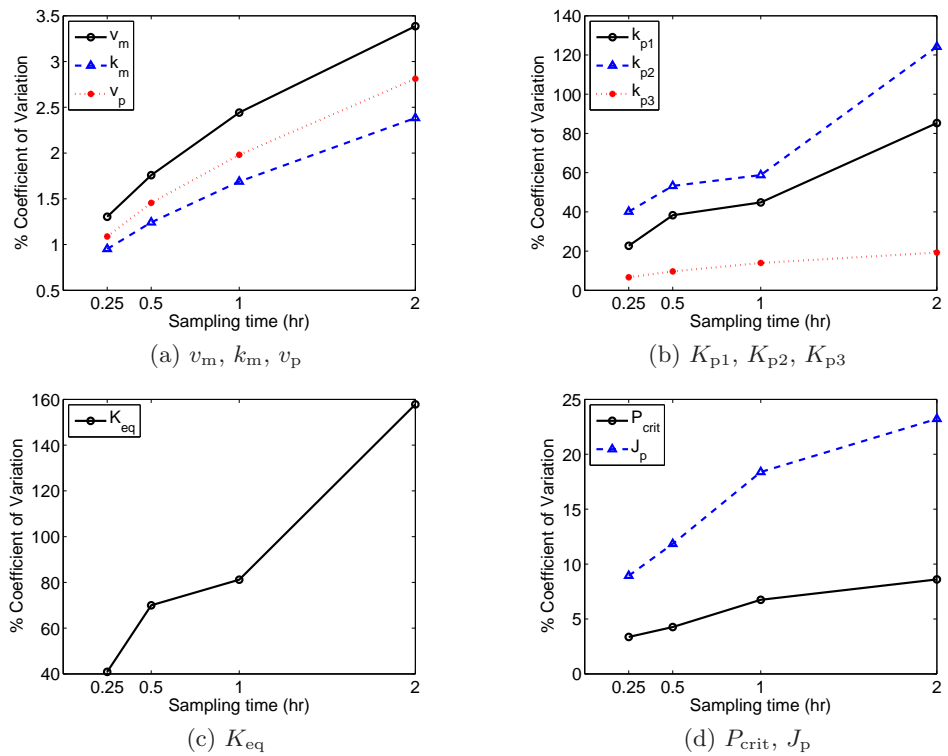 3.5
3
2.5
2
1.5
1
0.5
% Coefficient of Variation
v_m
k_m
v_p
0.25 0.5 1 2
Sampling time (hr)
(a) v_m, k_m, v_p
140
120
100
80
60
40
20
0
% Coefficient of Variation
k_p1
k_p2
k_p3
0.25 0.5 1 2
Sampling time (hr)
(b) K_p1, K_p2, K_p3
160
140
120
100
80
60
40
% Coefficient of Variation
K_eq
0.25 0.5 1 2
Sampling time (hr)
(c) K_eq
25
20
15
10
5
0
% Coefficient of Variation
P_crit
J_p
0.25 0.5 1 2
Sampling time (hr)
(d) P_crit, J_p